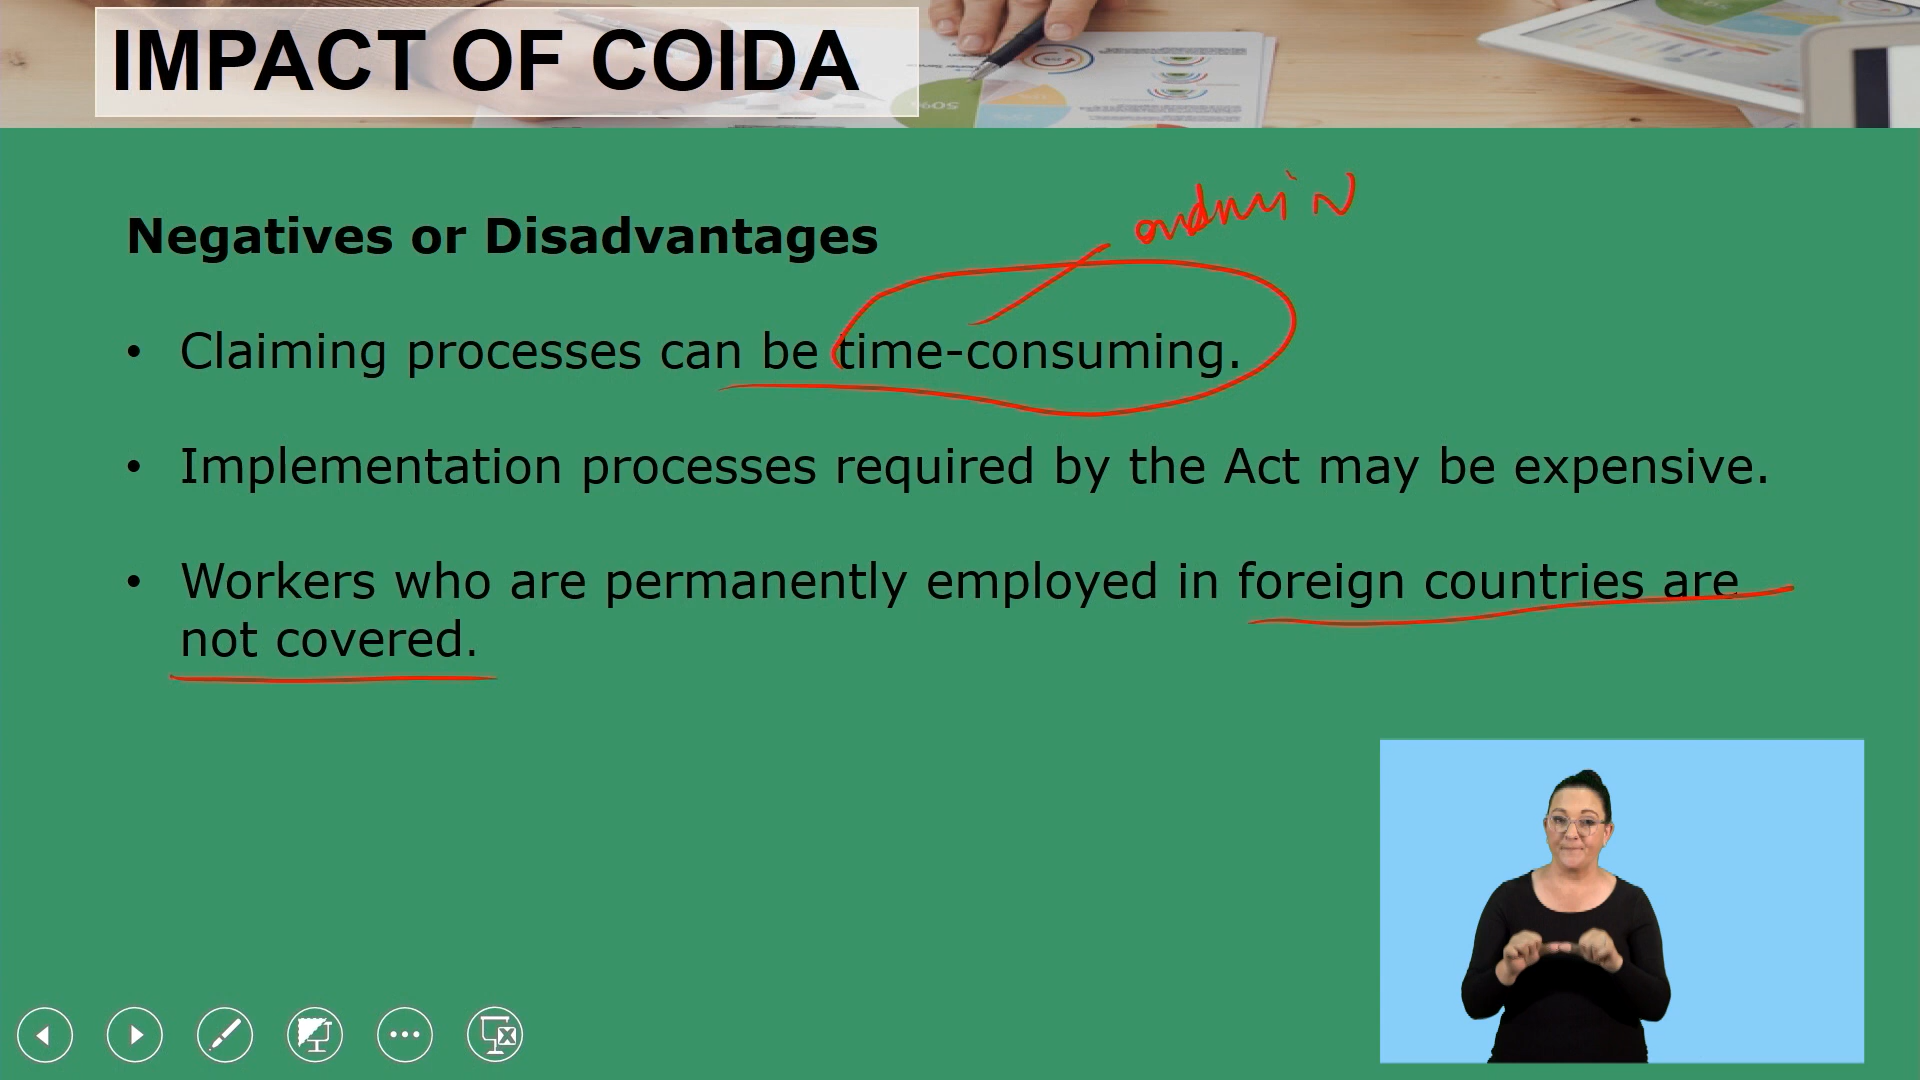 IMPACT OF COIDA
admin
Negatives or Disadvantages
• Claiming processes can be time-consuming.
• Implementation processes required by the Act may be expensive.
• Workers who are permanently employed in foreign countries are
not covered.